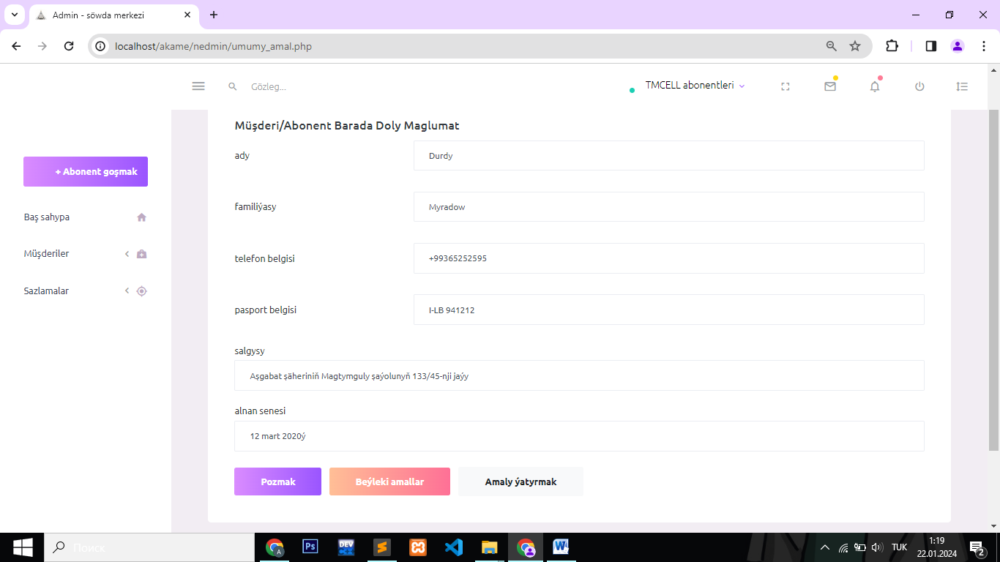 Admin - söwda merkezi
localhost/akame/nedmin/umumy_amal.php
Gözleg...
TMCELL abonentleri
Müşderi/Abonent Barada Doly Maglumat
+ Abonent goşmak
Baş sahypa
Müşderiler
Sazlamalar
ady
Durdy
familiýasy
Myradow
telefon belgisi
+99365252595
pasport belgisi
I-LB 941212
salgysy
Aşgabat şäheriniň Magtymguly şaýolunyň 133/45-nji jaýy
alnan senesi
12 mart 2020ý
Pozmak
Beýleki amallar
Amaly ýatyrmak
Поиск
A
Ps
DEV
C++
W
TUK
1:19
22.01.2024
2